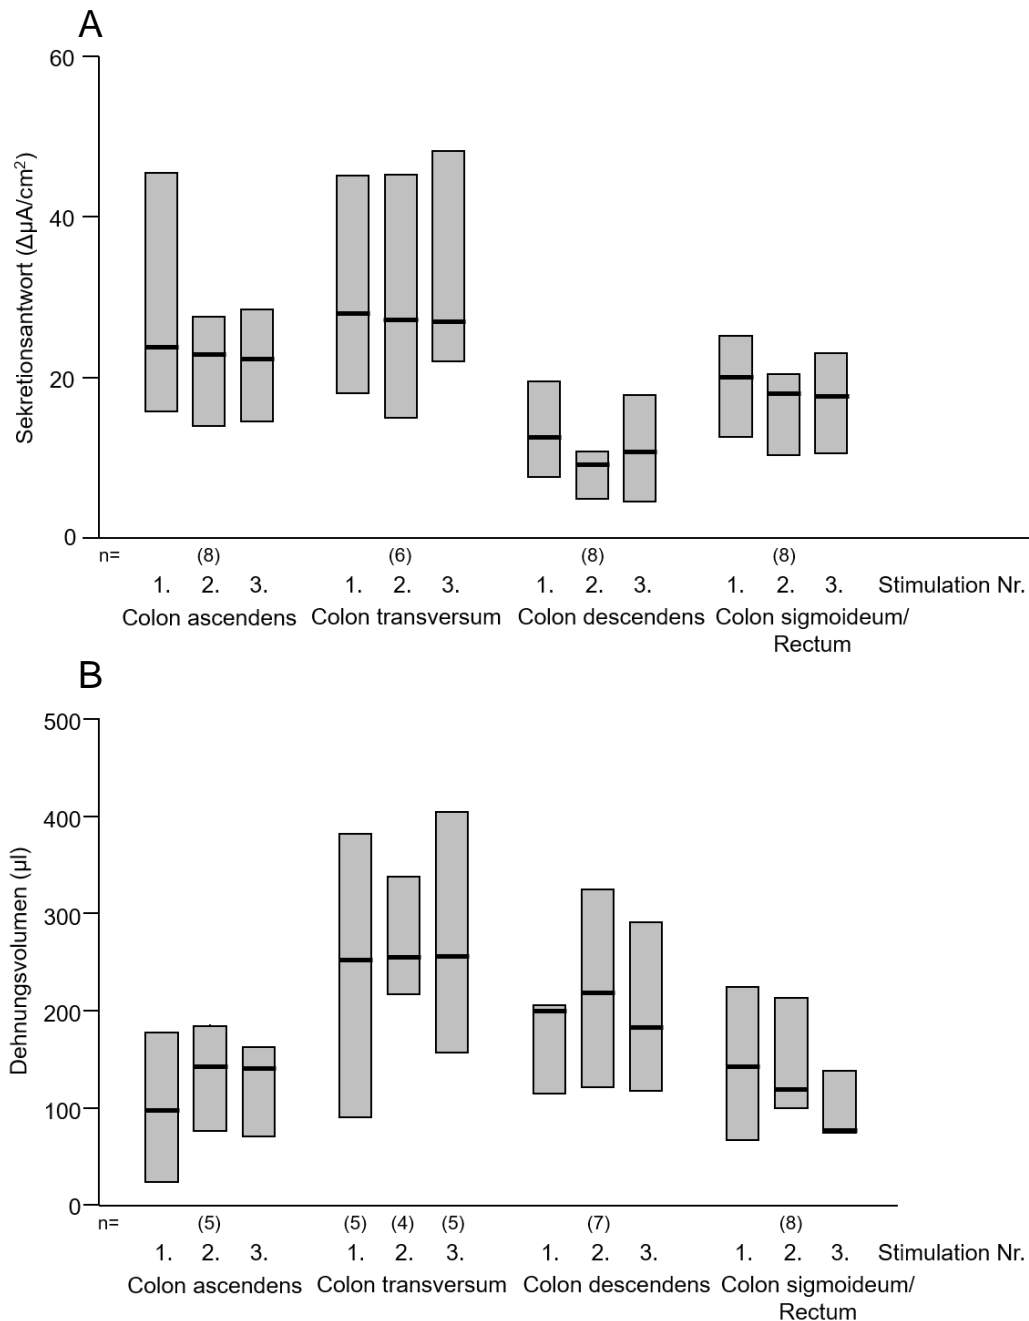 A
60
40
20
0
Sekretionsantwort (ΔµA/cm²)
n= (8) (6) (8) (8)
1. 2. 3. 1. 2. 3. 1. 2. 3. 1. 2. 3. Stimulation Nr.
Colon ascendens Colon transversum Colon descendens Colon sigmoideum/
Rectum
B
500
400
300
200
100
0
Dehnungsvolumen (µl)
n= (5) (5) (4) (5) (7) (8)
1. 2. 3. 1. 2. 3. 1. 2. 3. 1. 2. 3. Stimulation Nr.
Colon ascendens Colon transversum Colon descendens Colon sigmoideum/
Rectum